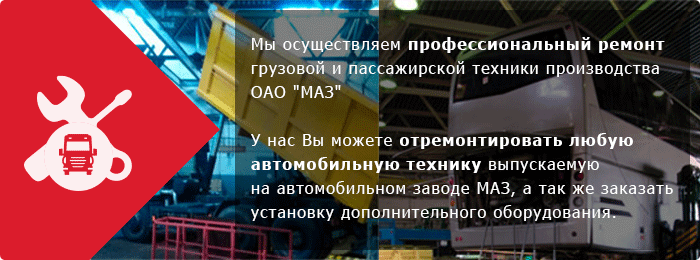 Мы осуществляем профессиональный ремонт
грузовой и пассажирской техники производства
ОАО "МАЗ"
У нас Вы можете отремонтировать любую
автомобильную технику выпускаемую
на автомобильном заводе МАЗ, а так же заказать
установку дополнительного оборудования.